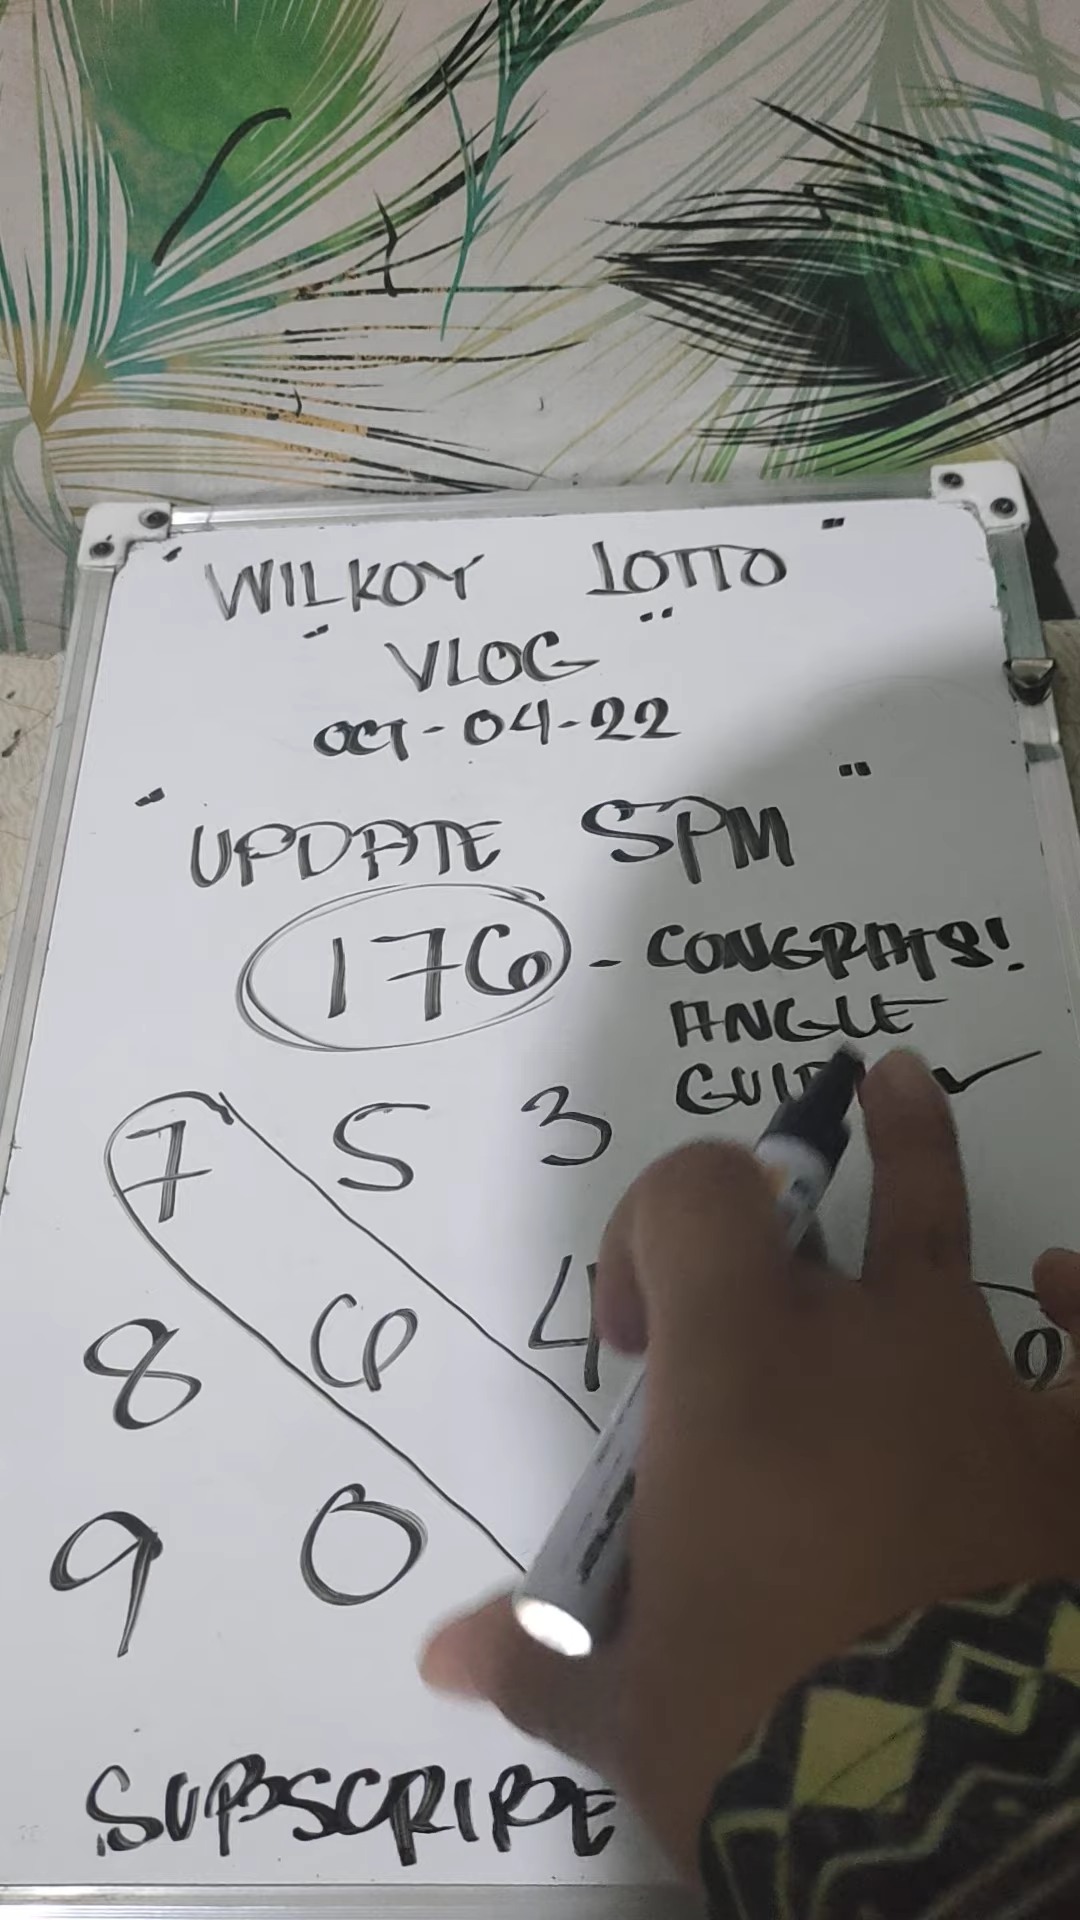 "WILKOY LOTTO"
"VLOG"
OCT-04-22
"UPDATE SPM"
176 - CONGRATS!
ANGLE
7 5 3
8 6 4
9 0
SUBSCRIBE